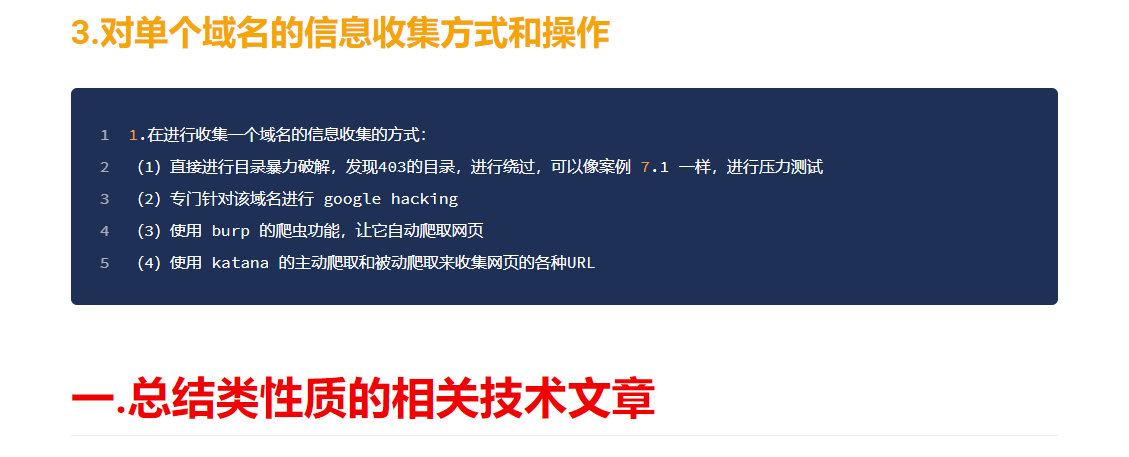 3.对单个域名的信息收集方式和操作
1 1.在进行收集一个域名的信息收集的方式：
2 （1）直接进行目录暴力破解，发现403的目录，进行绕过，可以像案例 7.1 一样，进行压力测试
3 （2）专门针对该域名进行 google hacking
4 （3）使用 burp 的爬虫功能，让它自动爬取网页
5 （4）使用 katana 的主动爬取和被动爬取来收集网页的各种URL
一.总结类性质的相关技术文章